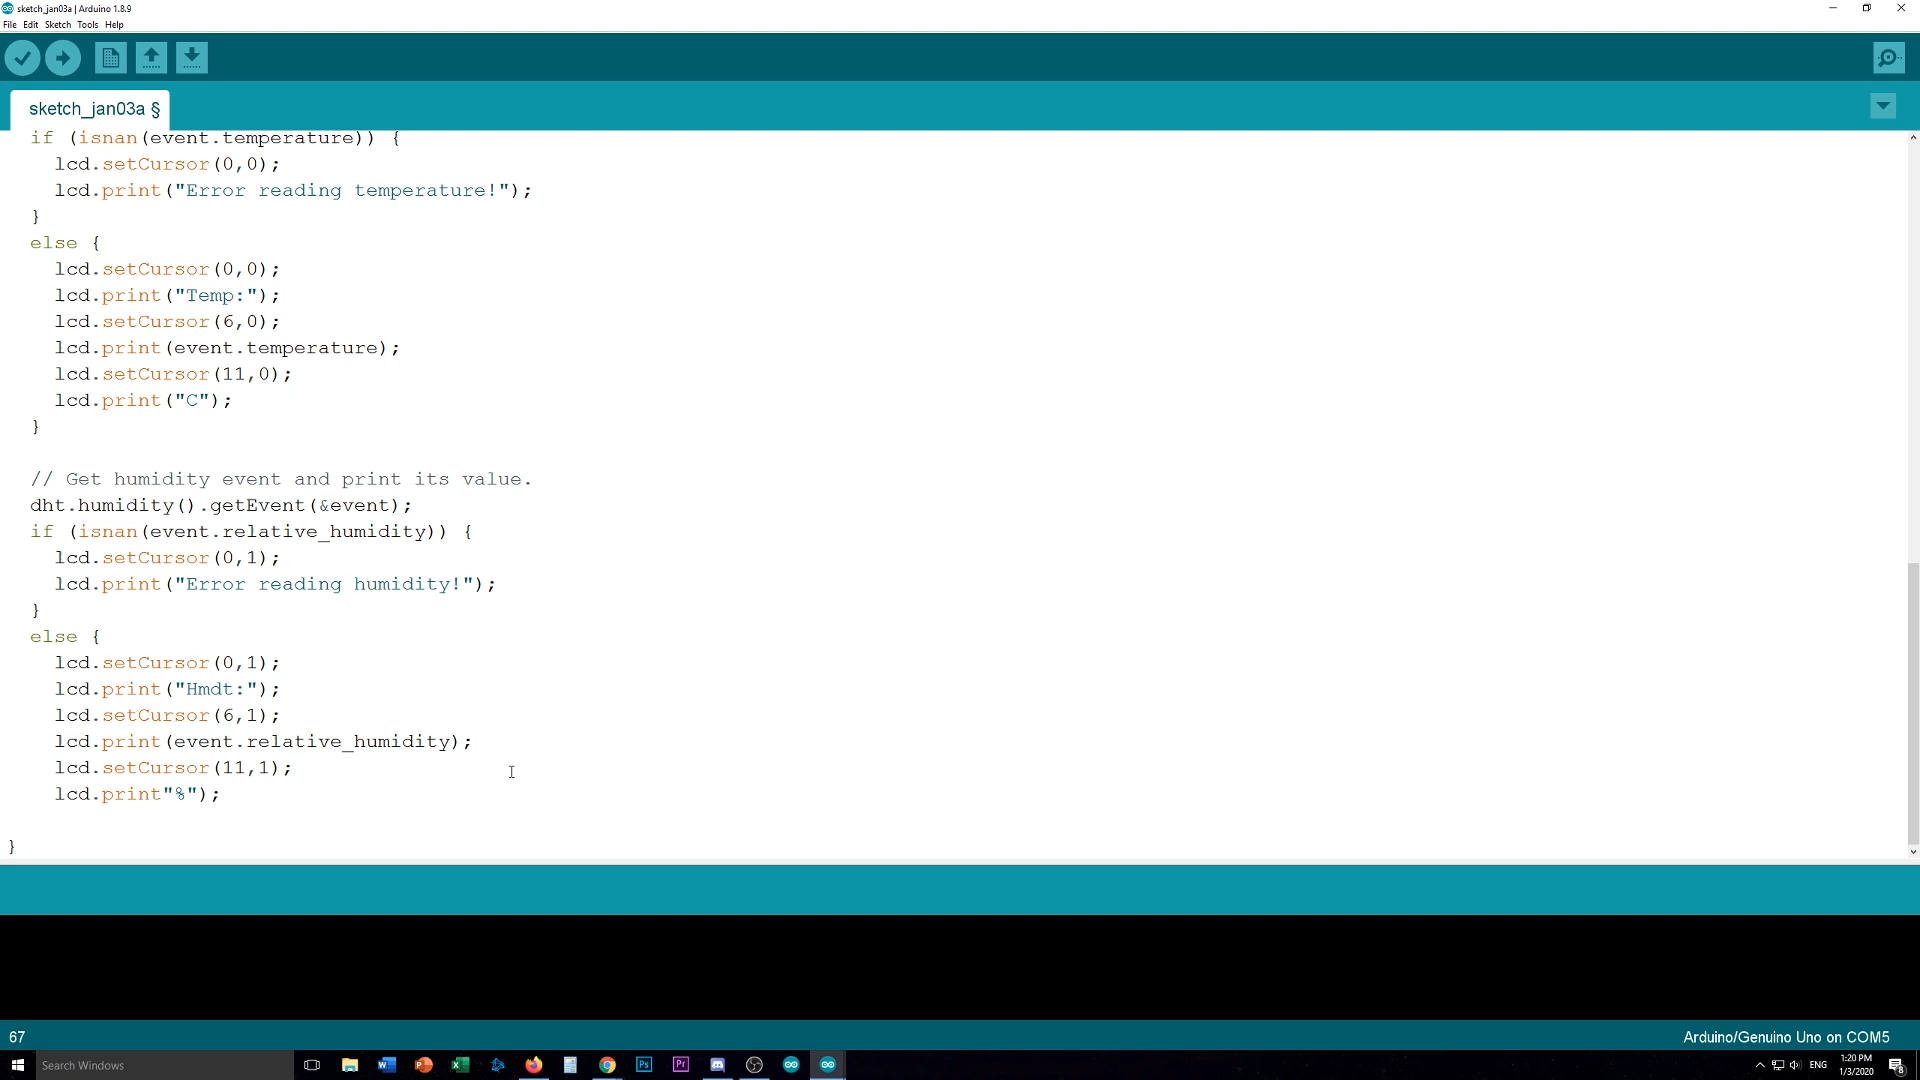 sketch_jan03a | Arduino 1.8.9
File Edit Sketch Tools Help
sketch_jan03a §
if (isnan(event.temperature)) {
lcd.setCursor(0,0);
lcd.print("Error reading temperature!");
}
else {
lcd.setCursor(0,0);
lcd.print("Temp:");
lcd.setCursor(6,0);
lcd.print(event.temperature);
lcd.setCursor(11,0);
lcd.print("C");
}
// Get humidity event and print its value.
dht.humidity().getEvent(&event);
if (isnan(event.relative_humidity)) {
lcd.setCursor(0,1);
lcd.print("Error reading humidity!");
}
else {
lcd.setCursor(0,1);
lcd.print("Hmdt:");
lcd.setCursor(6,1);
lcd.print(event.relative_humidity);
lcd.setCursor(11,1);
lcd.print"%");
}
67
Arduino/Genuino Uno on COM5
Search Windows
Ps
Pr
ENG
1:20 PM
1/3/2020